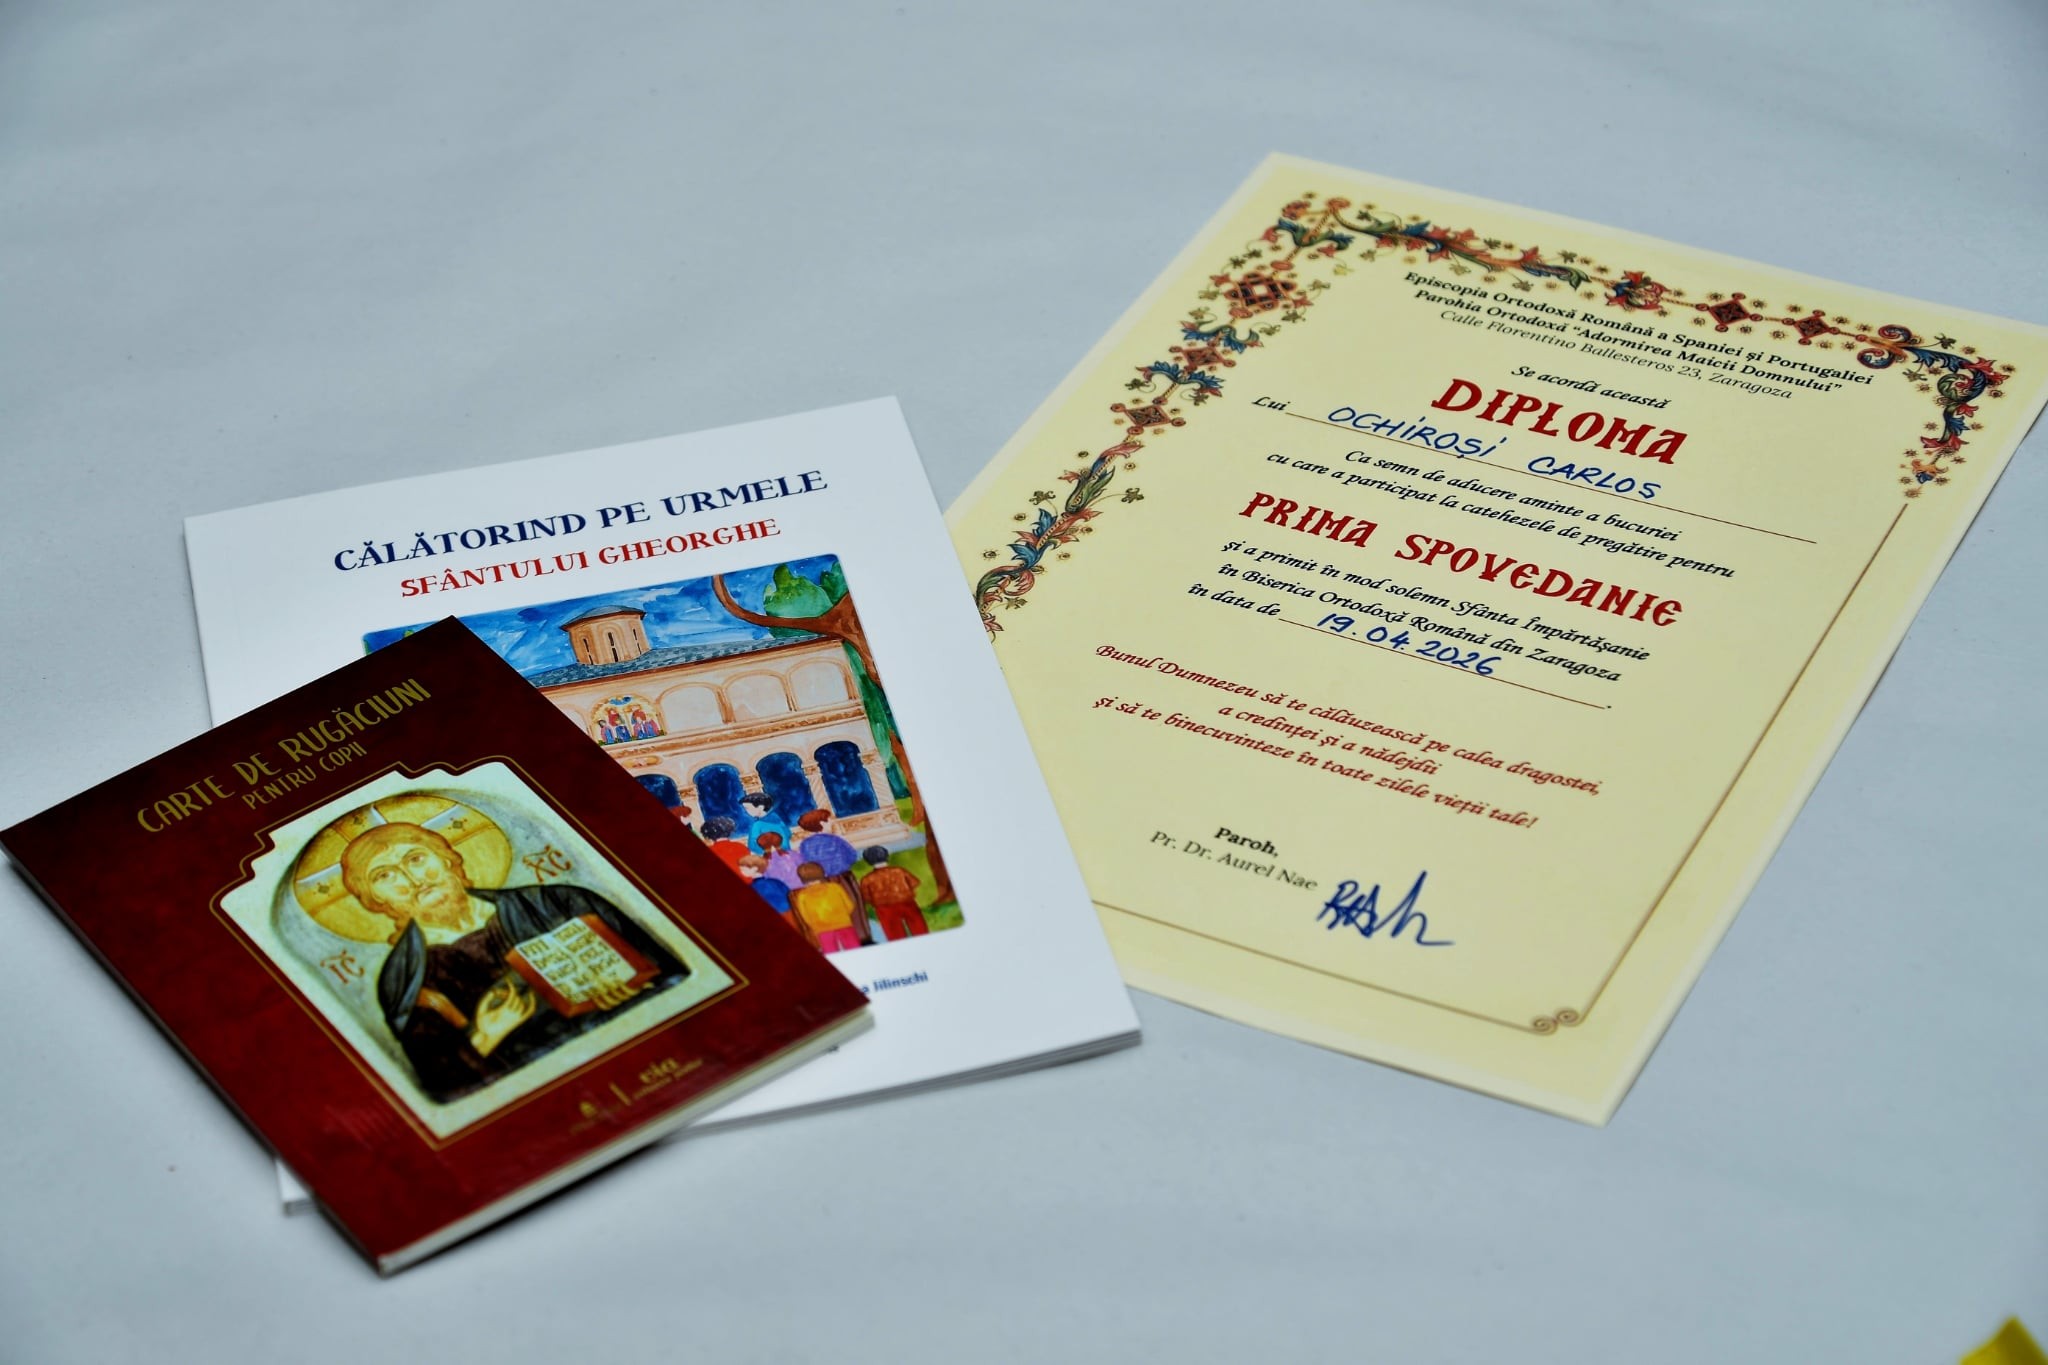 CĂLĂTORIND PE URMELE
SFÂNTULUI GHEORGHE
Jilinschi
CARTE DE RUGĂCIUNI
PENTRU COPII
IC
XC
Episcopia Ortodoxă Română a Spaniei și Portugaliei
Parohia Ortodoxă "Adormirea Maicii Domnului"
Calle Florentino Ballesteros 23, Zaragoza
Se acordă această
DIPLOMA
Lui OCHIROȘI CARLOS
Ca semn de aducere aminte a bucuriei
cu care a participat la catehezele de pregătire pentru
PRIMA SPOVEDANIE
și a primit în mod solemn Sfânta Împărtășanie
în Biserica Ortodoxă Română din Zaragoza
în data de 19.04.2026.
Bunul Dumnezeu să te călăuzească pe calea dragostei,
a credinței și a nădejdii
și să te binecuvinteze în toate zilele vieții tale!
Paroh,
Pr. Dr. Aurel Nae